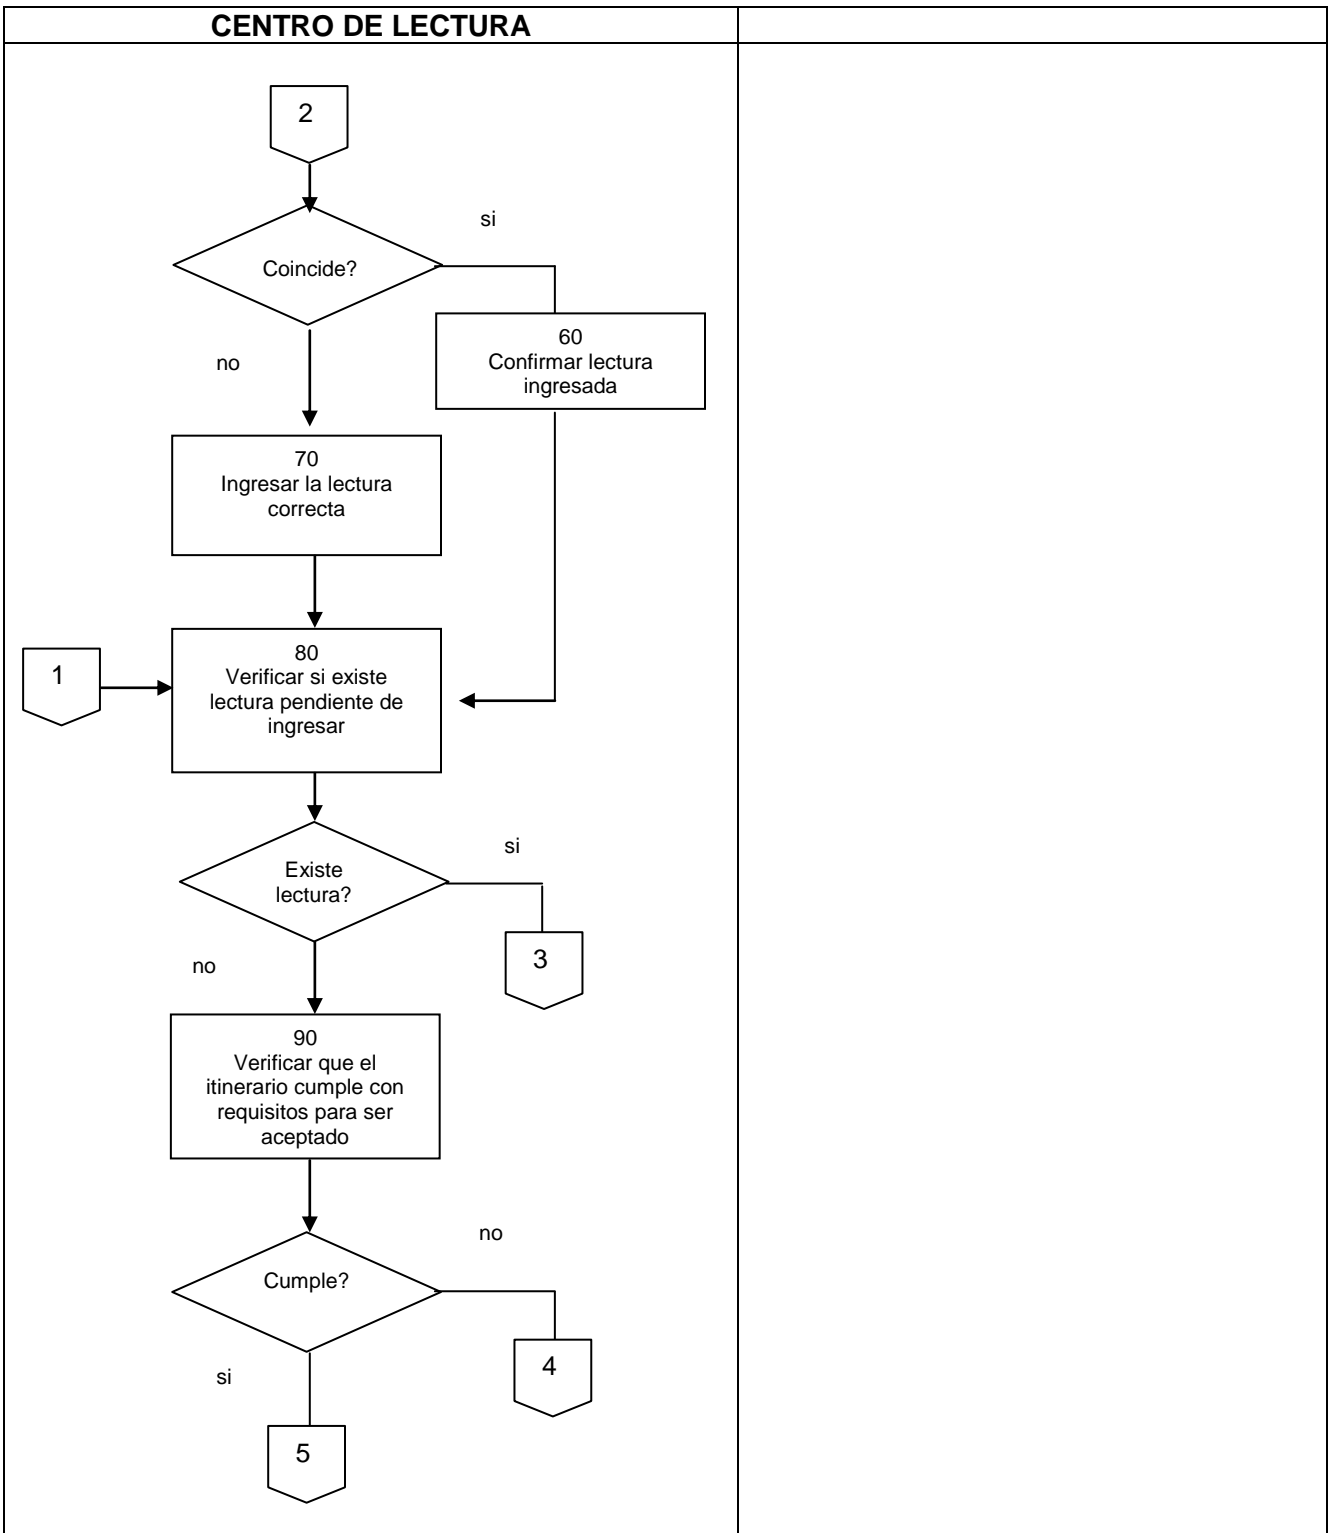 CENTRO DE LECTURA
2
si
Coincide?
60
Confirmar lectura
ingresada
no
70
Ingresar la lectura
correcta
1
80
Verificar si existe
lectura pendiente de
ingresar
si
Existe
lectura?
3
no
90
Verificar que el
itinerario cumple con
requisitos para ser
aceptado
no
Cumple?
4
si
5